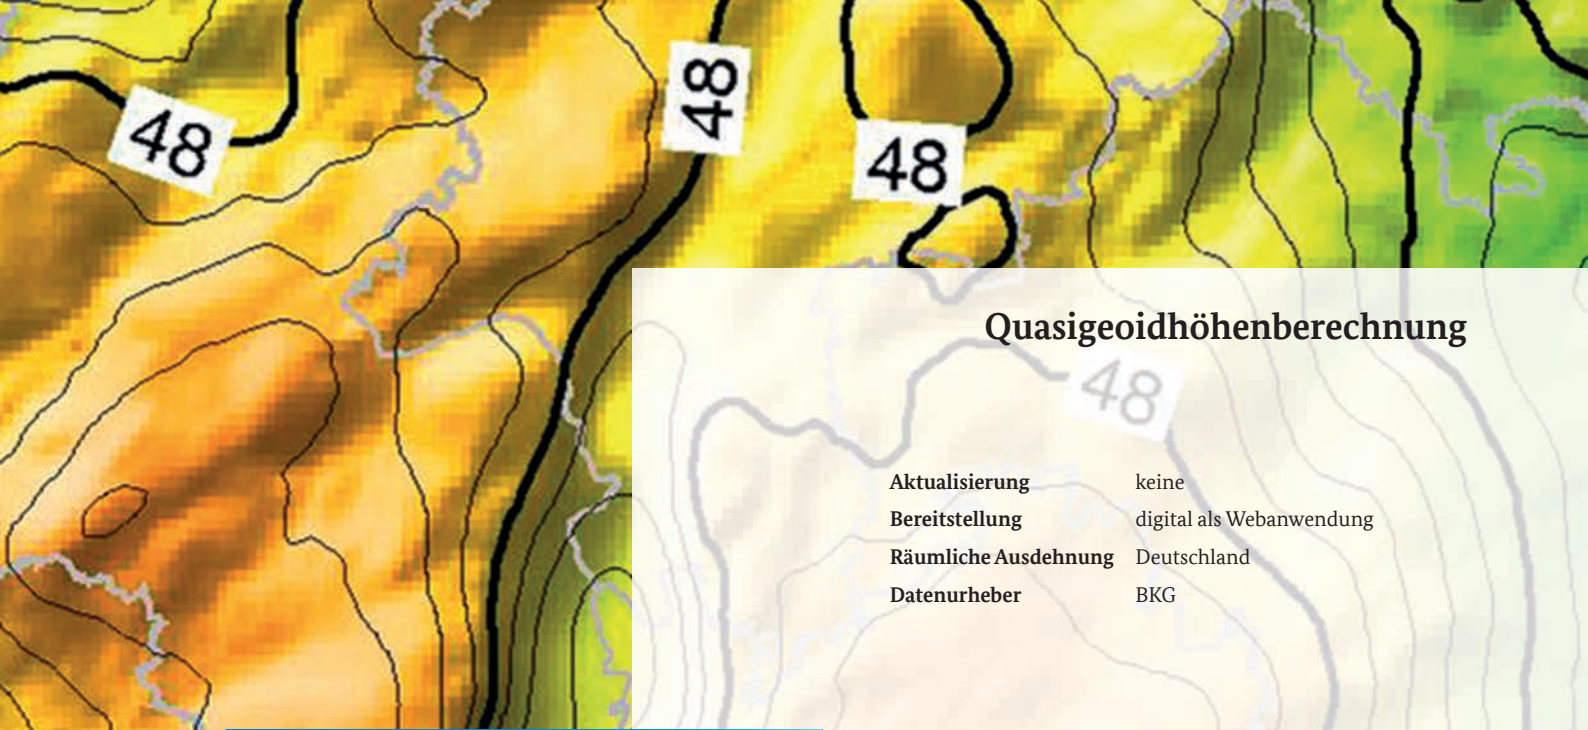 48
48
48
Quasigeoidhöhenberechnung
48
Aktualisierung keine
Bereitstellung digital als Webanwendung
Räumliche Ausdehnung Deutschland
Datenurheber BKG